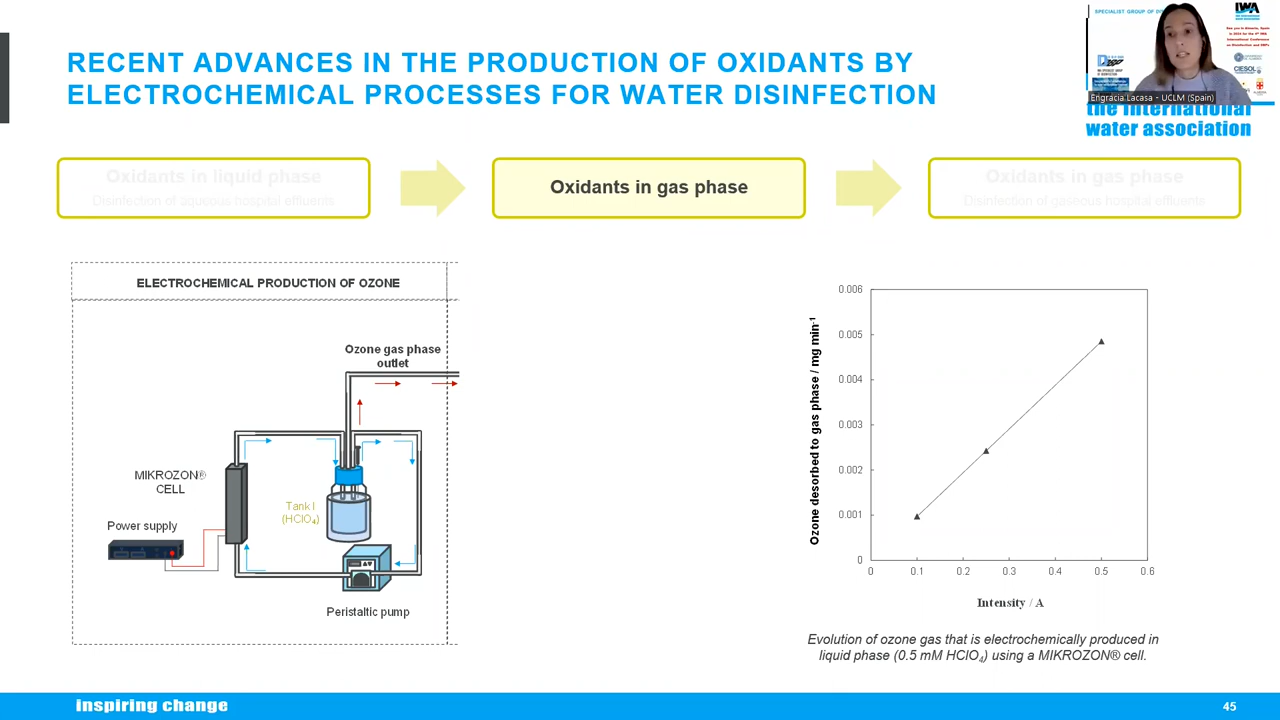 RECENT ADVANCES IN THE PRODUCTION OF OXIDANTS BY
ELECTROCHEMICAL PROCESSES FOR WATER DISINFECTION
SPECIALIST GROUP OF
IWA
Engracia Lacasa - UCLM (Spain)
CIESOL
the international
water association
Oxidants in liquid phase
Disinfection of aqueous hospital effluents
Oxidants in gas phase
Oxidants in gas phase
Disinfection of gaseous hospital effluents
ELECTROCHEMICAL PRODUCTION OF OZONE
Ozone gas phase
outlet
MIKROZON®
CELL
Tank I
(HClO₄)
Power supply
Peristaltic pump
Ozone desorbed to gas phase / mg min⁻¹
0.006
0.005
0.004
0.003
0.002
0.001
0
0 0.1 0.2 0.3 0.4 0.5 0.6
Intensity / A
Evolution of ozone gas that is electrochemically produced in
liquid phase (0.5 mM HClO₄) using a MIKROZON® cell.
inspiring change
45